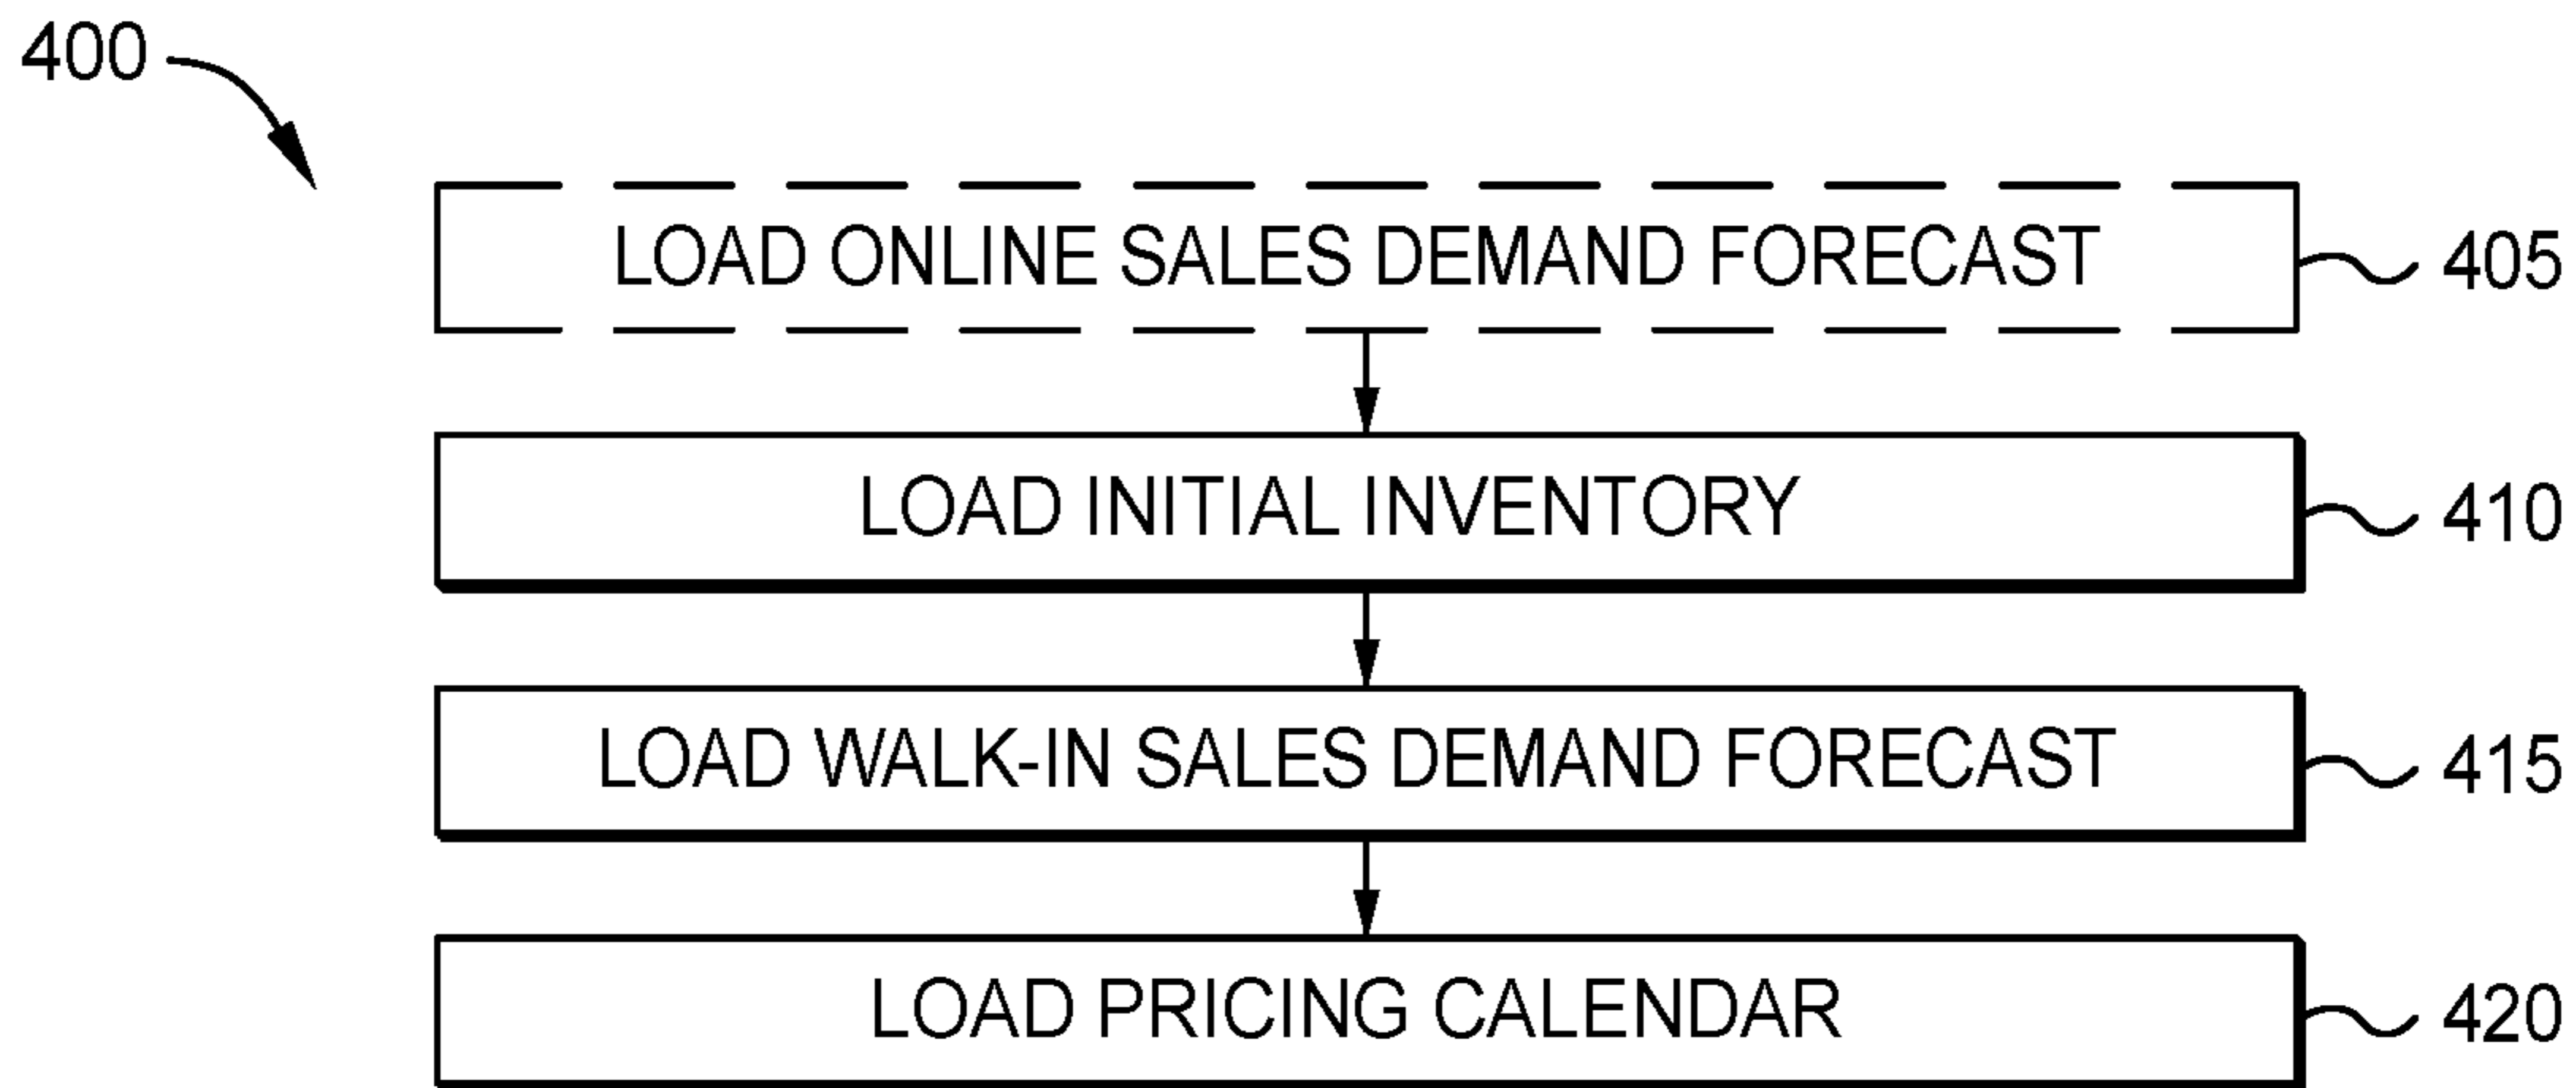 400
LOAD ONLINE SALES DEMAND FORECAST
405
LOAD INITIAL INVENTORY
410
LOAD WALK-IN SALES DEMAND FORECAST
415
LOAD PRICING CALENDAR
420